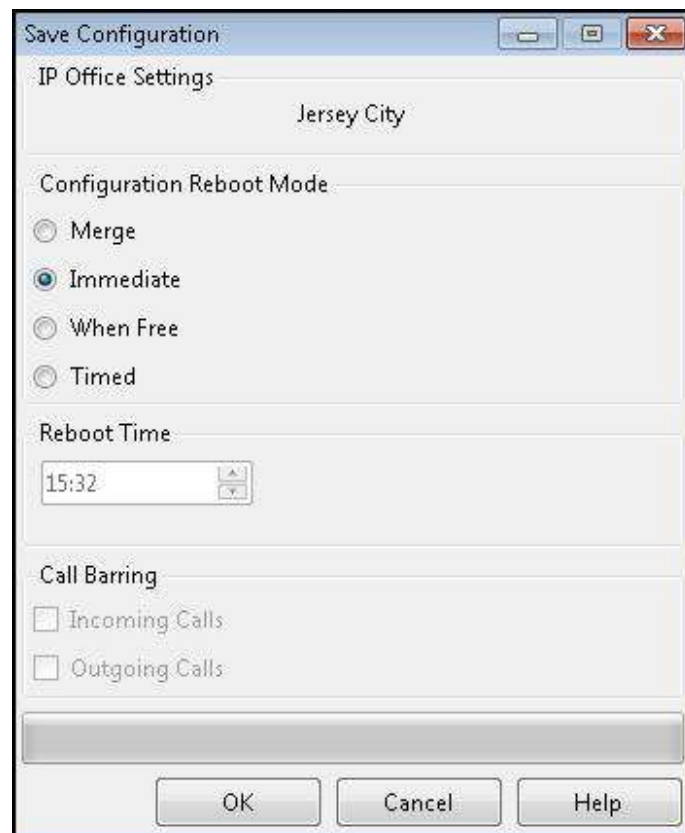 Save Configuration
IP Office Settings
Jersey City
Configuration Reboot Mode
Merge
Immediate
When Free
Timed
Reboot Time
15:32
Call Barring
Incoming Calls
Outgoing Calls
OK
Cancel
Help